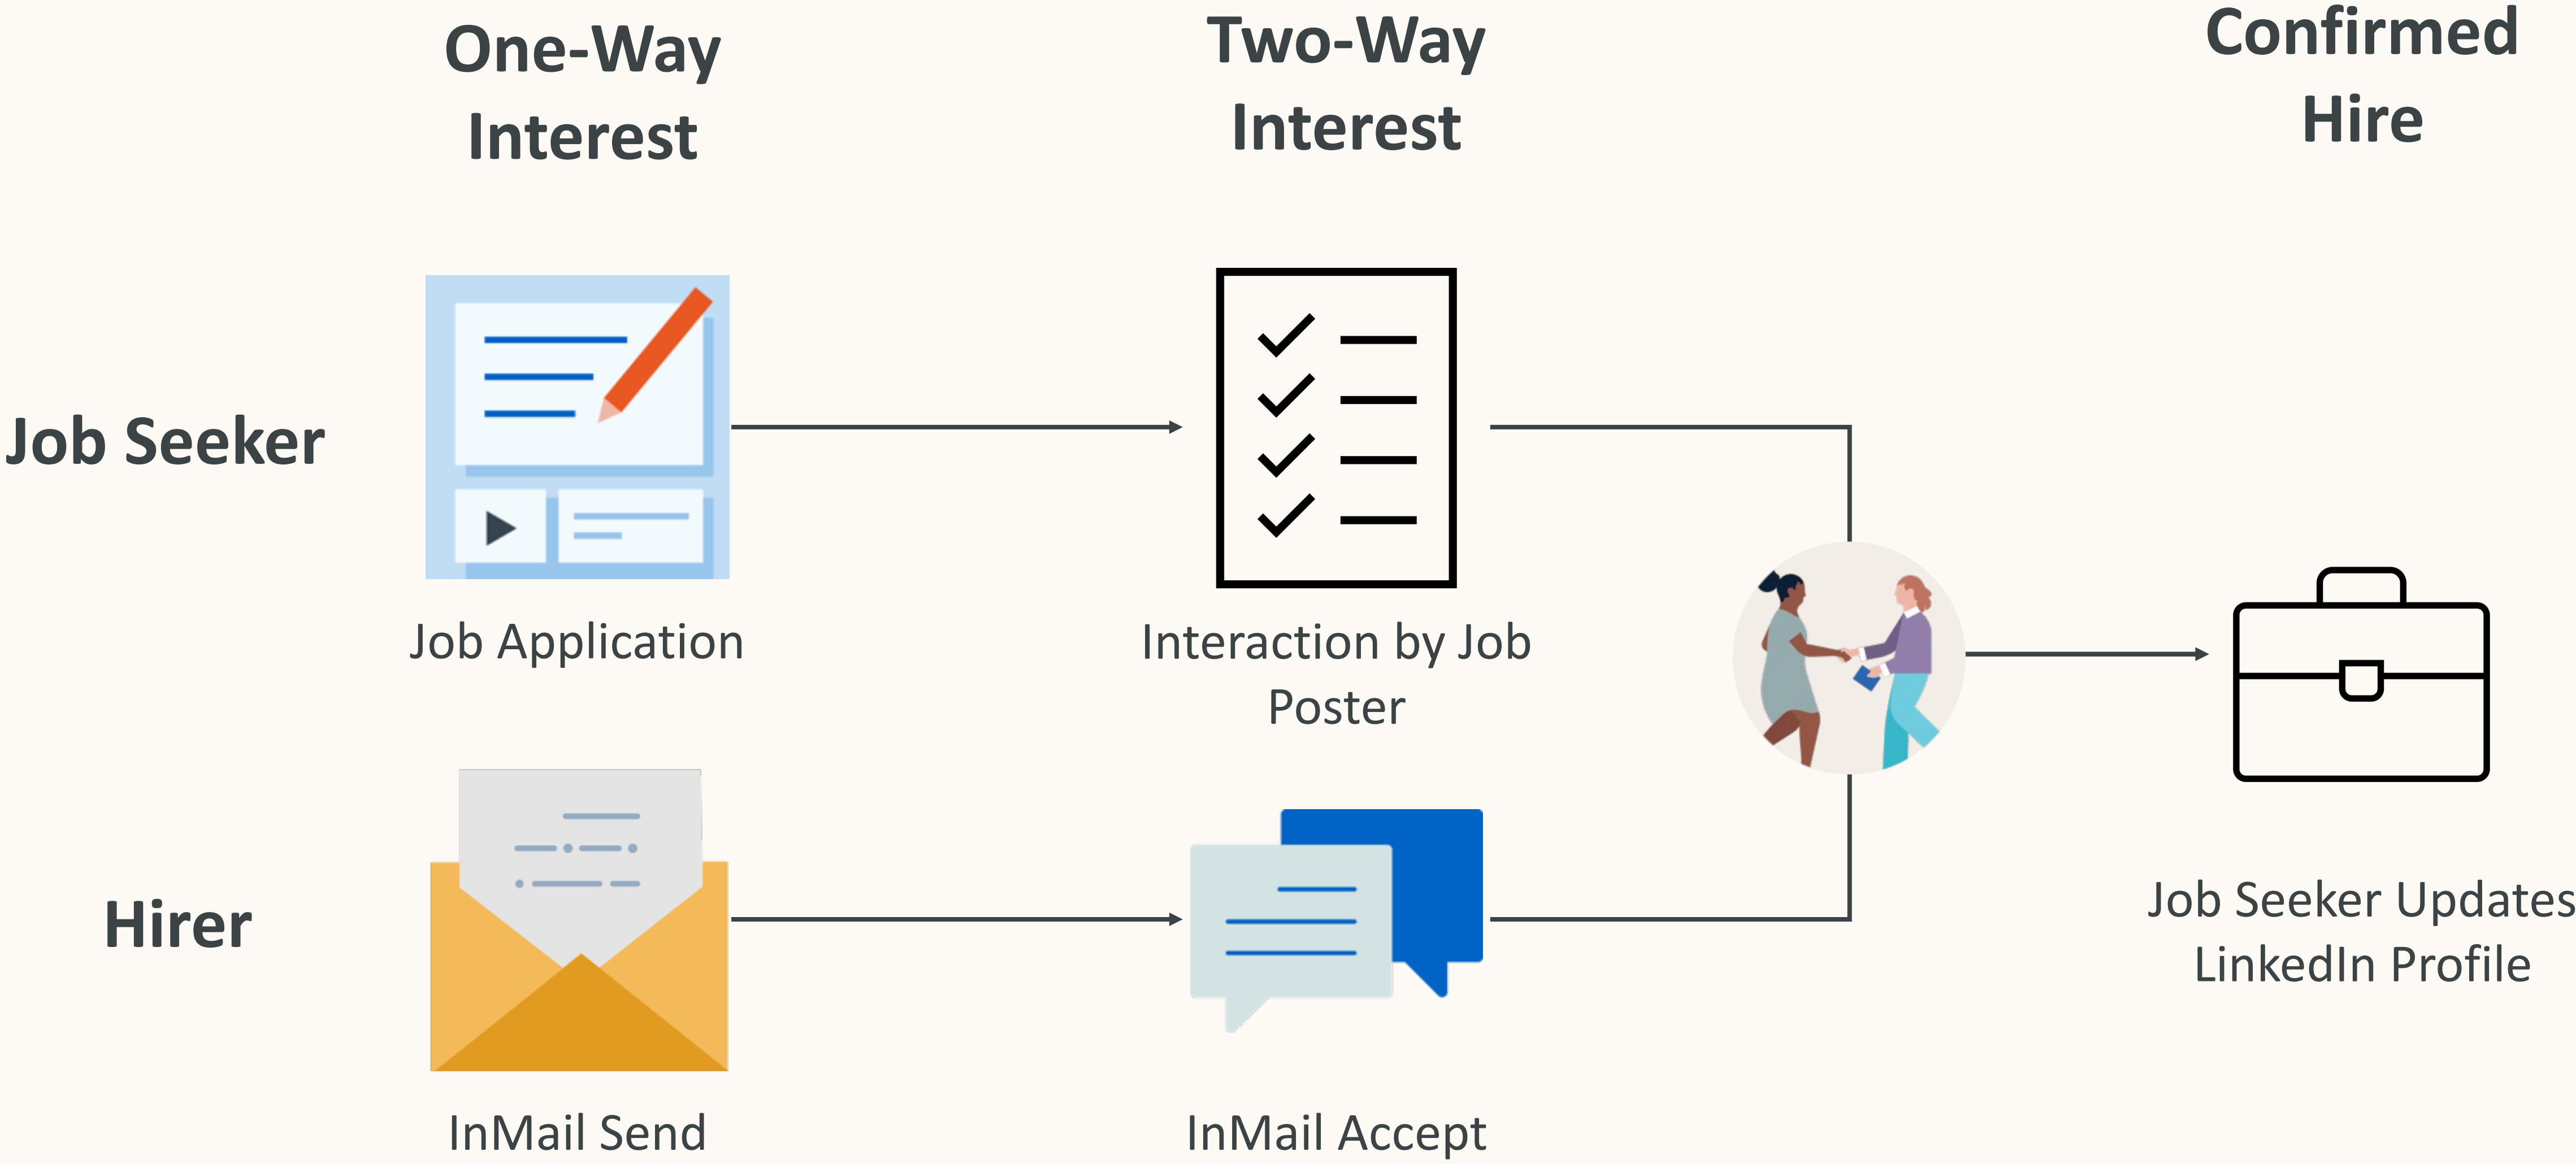 One-Way
Interest
Two-Way
Interest
Confirmed
Hire
Job Seeker
Job Application
Interaction by Job
Poster
Hirer
InMail Send
InMail Accept
Job Seeker Updates
LinkedIn Profile